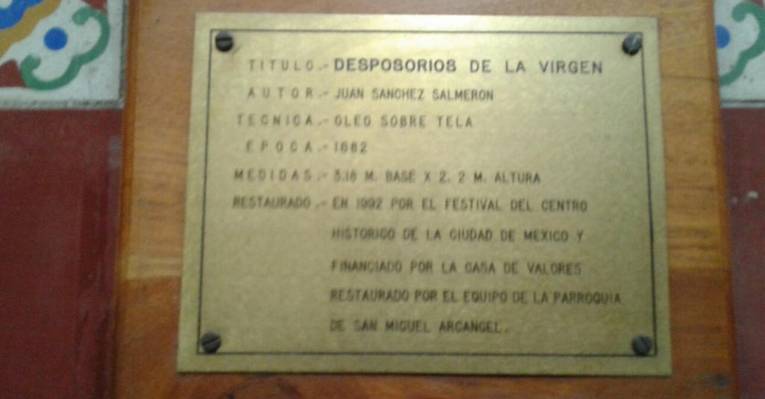 TITULO.- DESPOSORIOS DE LA VIRGEN
AUTOR.- JUAN SANCHEZ SALMERON
TECNICA.- OLEO SOBRE TELA
EPOCA.- 1682
MEDIDAS.- 3.18 M. BASE X 2. 2 M. ALTURA
RESTAURADO.- EN 1992 POR EL FESTIVAL DEL CENTRO
HISTORICO DE LA CIUDAD DE MEXICO Y
FINANCIADO POR LA CASA DE VALORES
RESTAURADO POR EL EQUIPO DE LA PARROQUIA
DE SAN MIGUEL ARCANGEL.